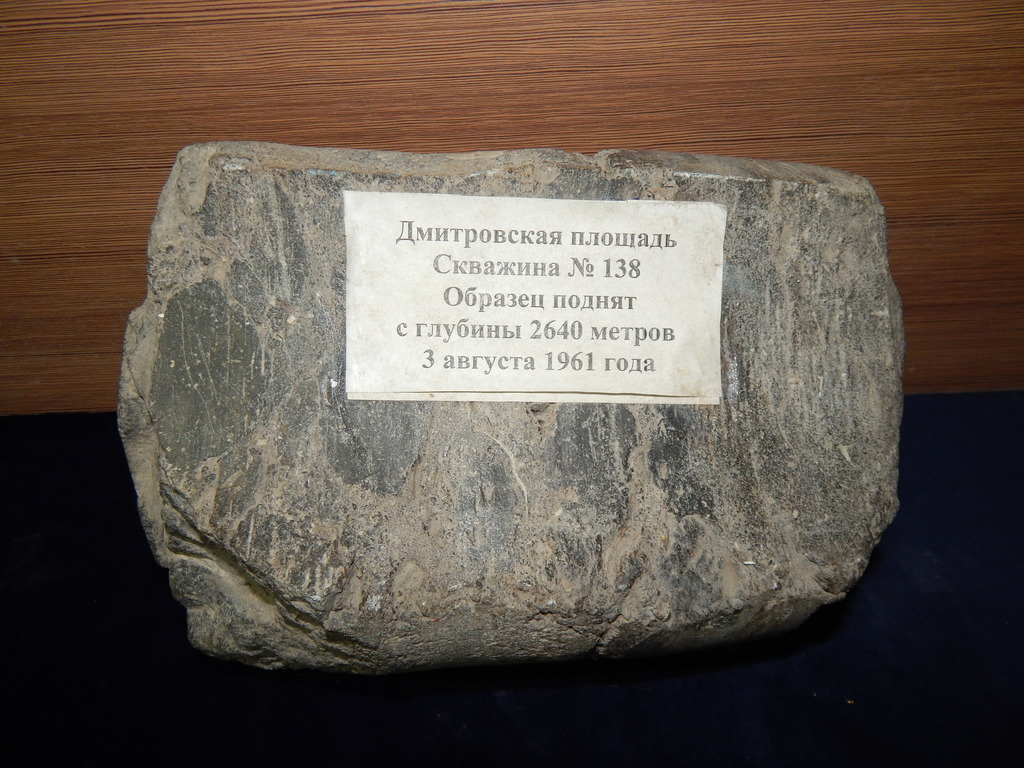 Дмитровская площадь
Скважина № 138
Образец поднят
с глубины 2640 метров
3 августа 1961 года